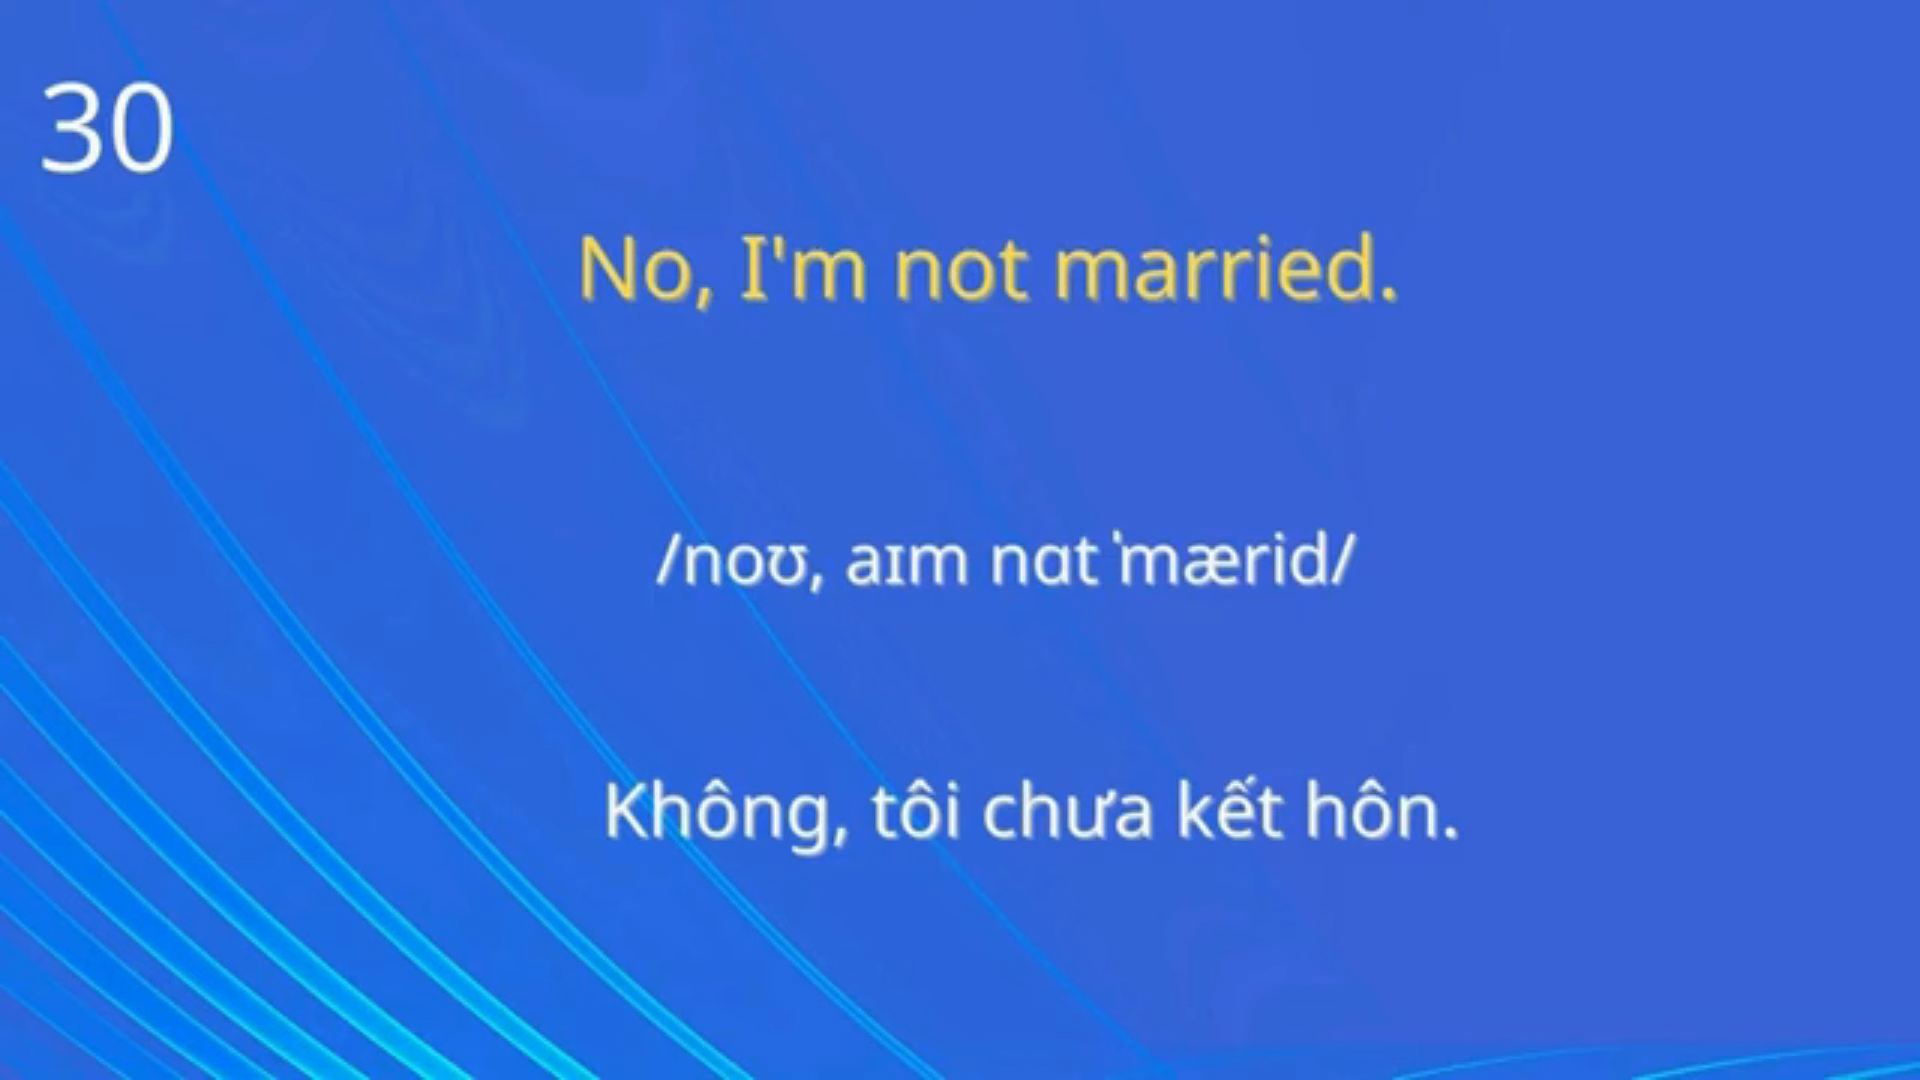 30
No, I'm not married.
/noʊ, aɪm nɑt ˈmærid/
Không, tôi chưa kết hôn.